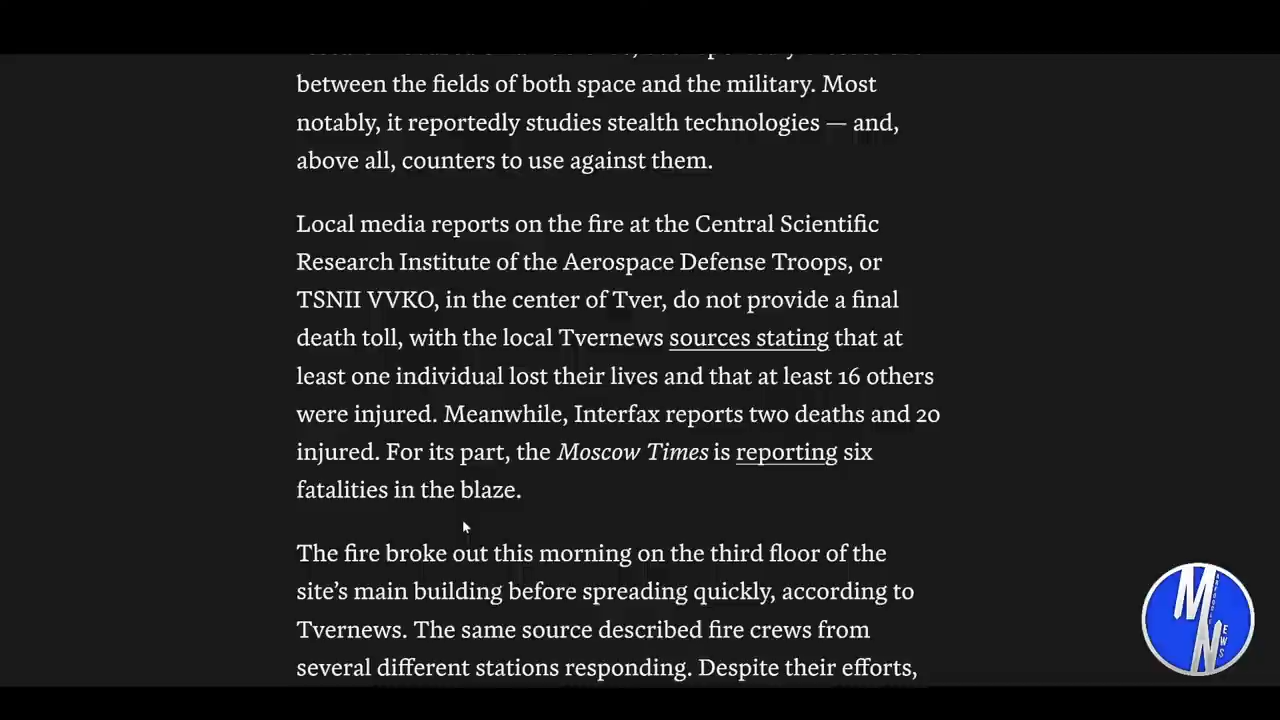 between the fields of both space and the military. Most
notably, it reportedly studies stealth technologies — and,
above all, counters to use against them.
Local media reports on the fire at the Central Scientific
Research Institute of the Aerospace Defense Troops, or
TSNII VVKO, in the center of Tver, do not provide a final
death toll, with the local Tvernews sources stating that at
least one individual lost their lives and that at least 16 others
were injured. Meanwhile, Interfax reports two deaths and 20
injured. For its part, the Moscow Times is reporting six
fatalities in the blaze.
The fire broke out this morning on the third floor of the
site’s main building before spreading quickly, according to
Tvernews. The same source described fire crews from
several different stations responding. Despite their efforts,